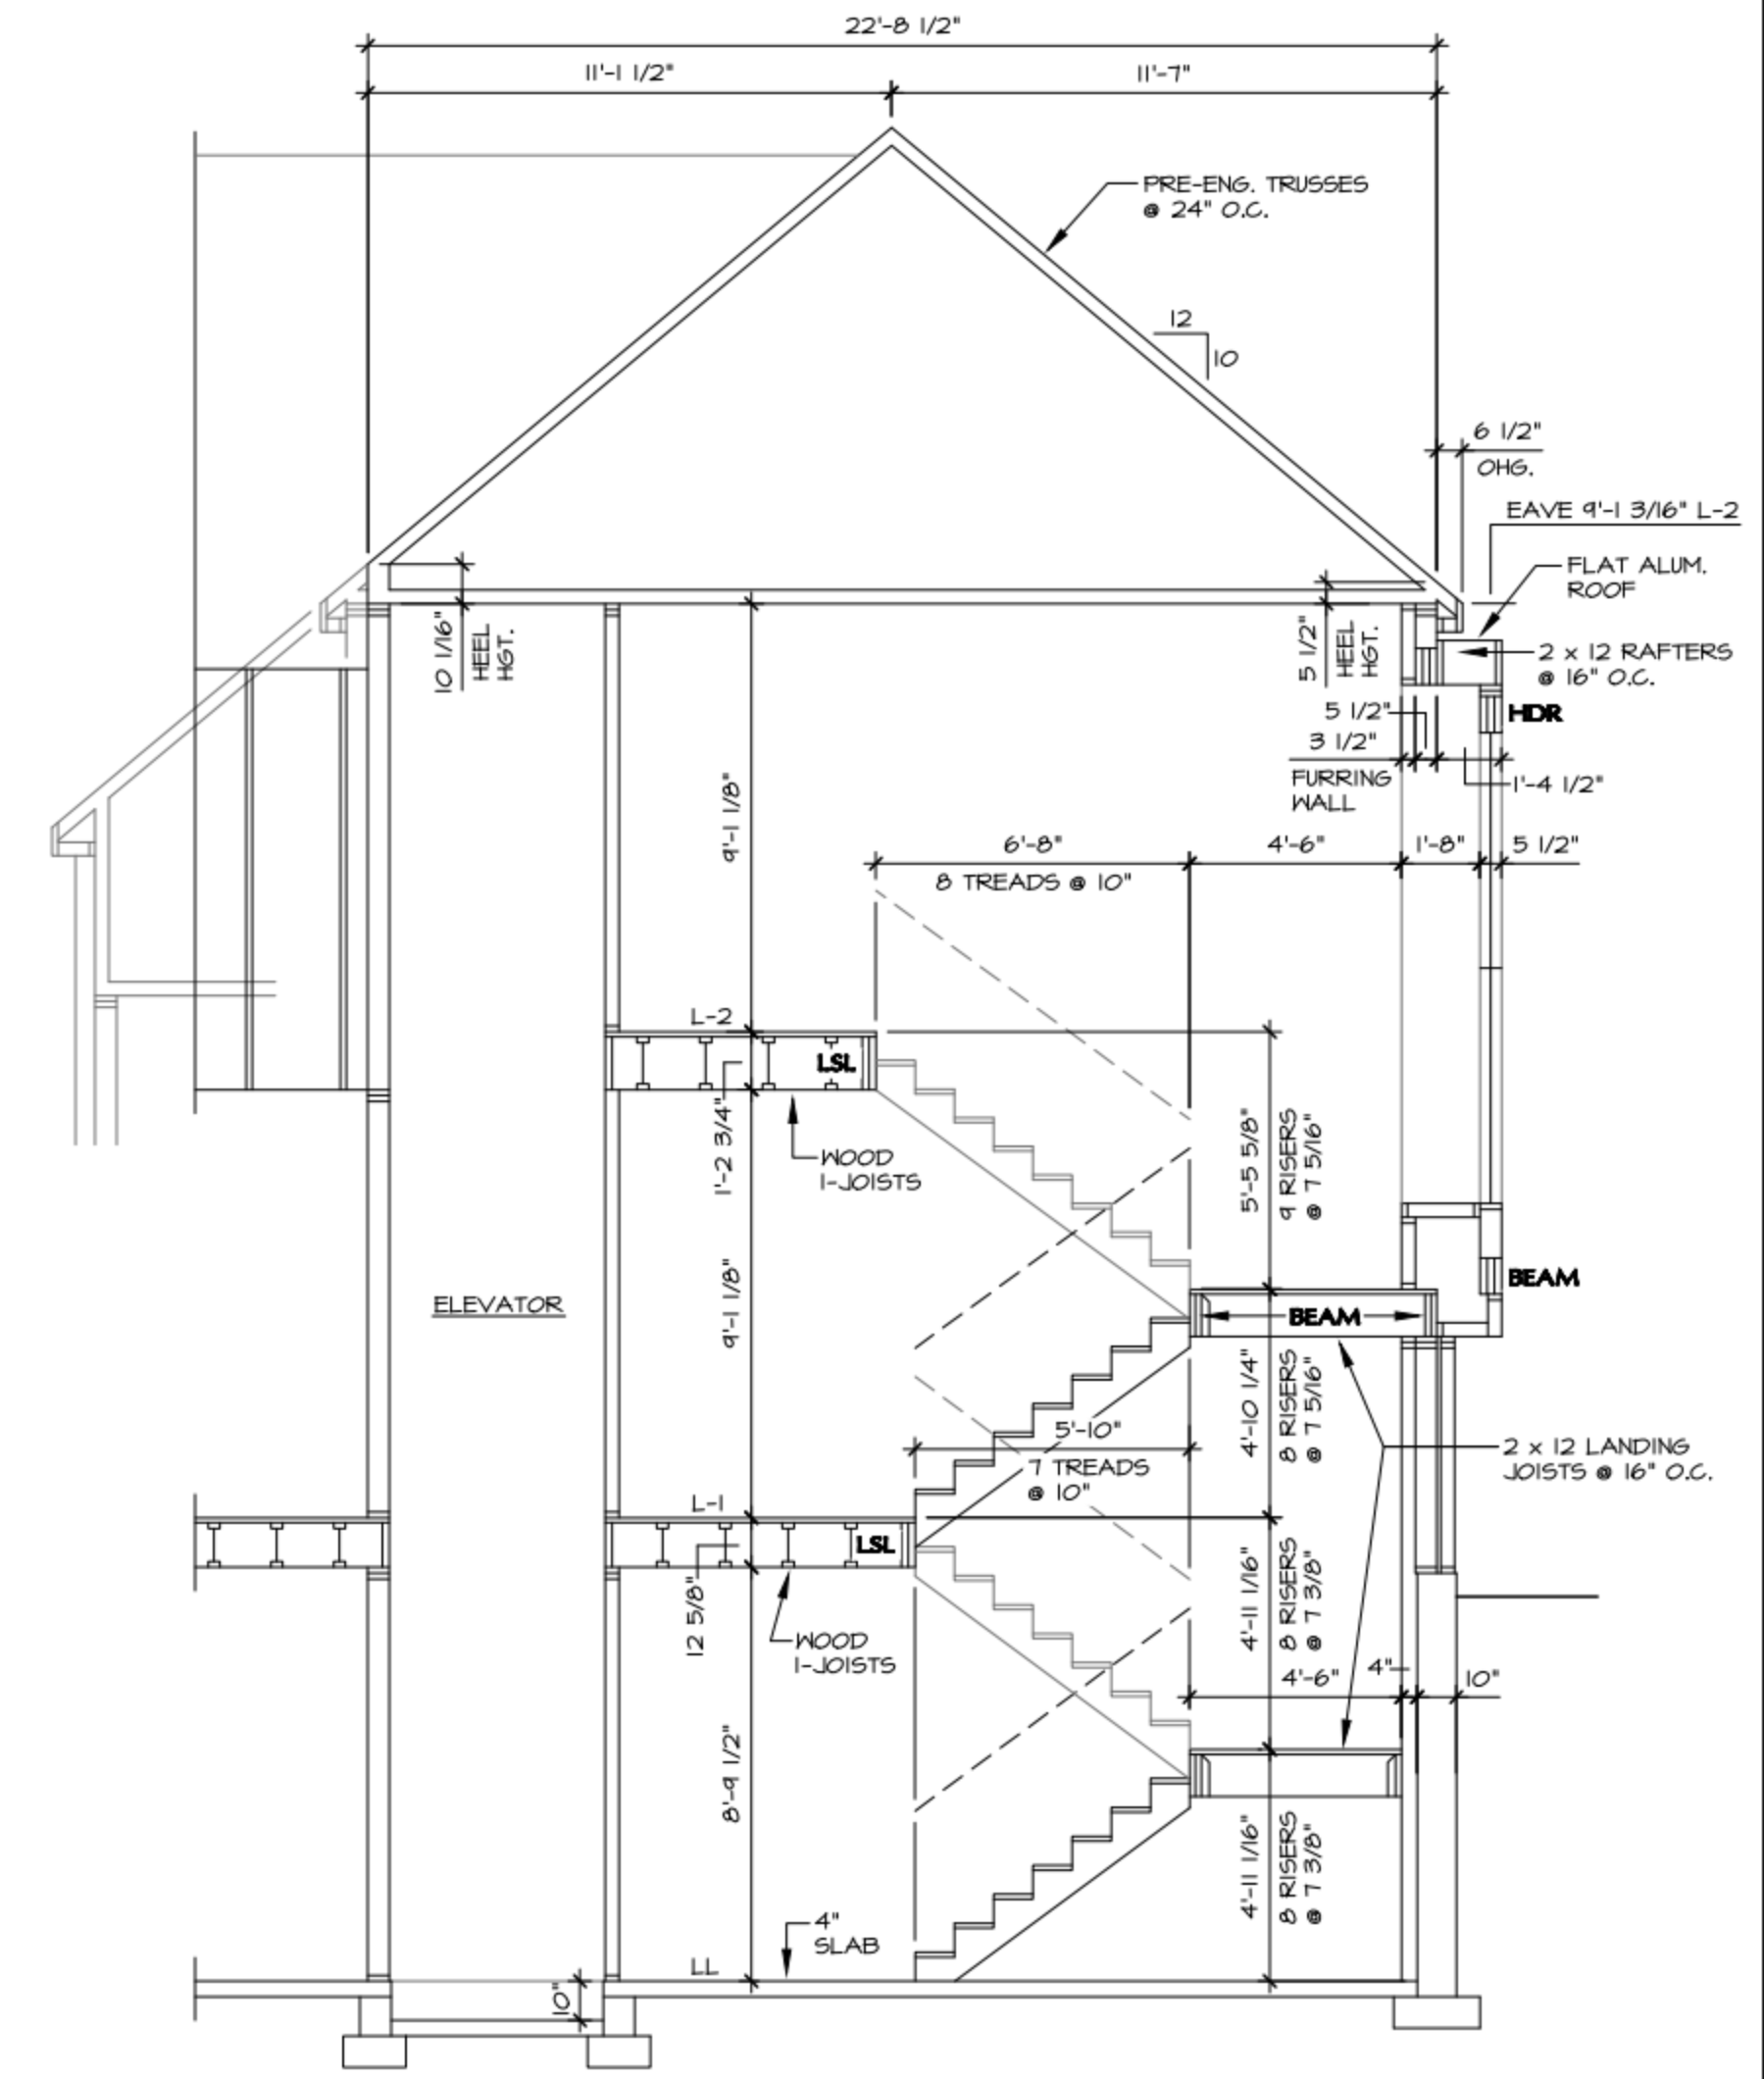 22'-8 1/2"
11'-1 1/2"
11'-7"
PRE-ENG. TRUSSES
@ 24" O.C.
12
10
6 1/2"
OHG.
EAVE 9'-1 3/16" L-2
FLAT ALUM.
ROOF
10 1/16"
HEEL
HGT.
5 1/2"
HEEL
HGT.
2 x 12 RAFTERS
@ 16" O.C.
5 1/2"
HDR
3 1/2"
FURRING
WALL
1'-4 1/2"
9'-1 1/8"
6'-8"
4'-6"
1'-8"
5 1/2"
8 TREADS @ 10"
L-2
LSL
1'-2 3/4"
WOOD
I-JOISTS
5'-5 5/8"
9 RISERS
@ 7 5/16"
ELEVATOR
9'-1 1/8"
BEAM
BEAM
4'-10 1/4"
8 RISERS
@ 7 5/16"
5'-10"
7 TREADS
@ 10"
2 x 12 LANDING
JOISTS @ 16" O.C.
L-1
LSL
12 5/8"
WOOD
I-JOISTS
4'-11 1/16"
8 RISERS
@ 7 3/8"
4'-6"
4"
10"
8'-9 1/2"
4'-11 1/16"
8 RISERS
@ 7 3/8"
4"
SLAB
LL
10"